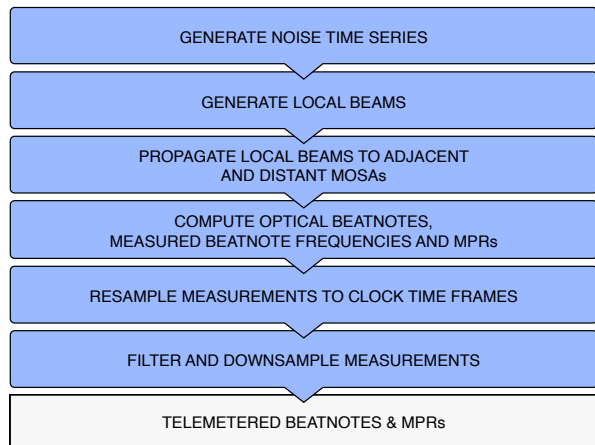 GENERATE NOISE TIME SERIES
GENERATE LOCAL BEAMS
PROPAGATE LOCAL BEAMS TO ADJACENT
AND DISTANT MOSAs
COMPUTE OPTICAL BEATNOTES,
MEASURED BEATNOTE FREQUENCIES AND MPRs
RESAMPLE MEASUREMENTS TO CLOCK TIME FRAMES
FILTER AND DOWNSAMPLE MEASUREMENTS
TELEMETERED BEATNOTES & MPRs